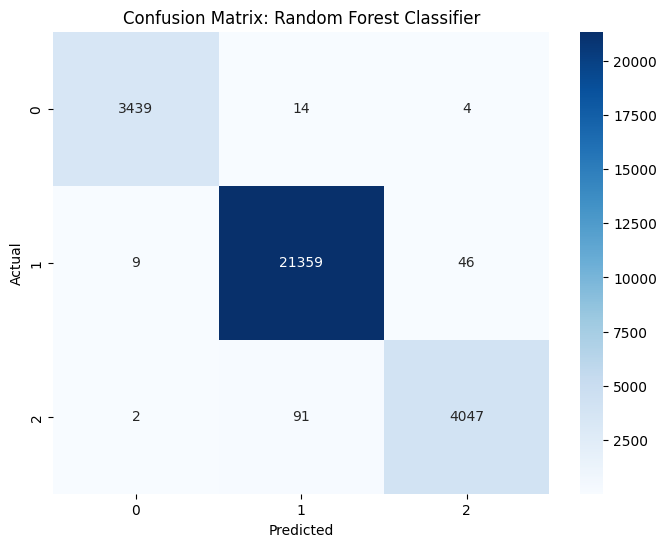 Confusion Matrix: Random Forest Classifier
0 3439 14 4
Actual 1 9 21359 46
2 2 91 4047
0 1 2
Predicted
20000
17500
15000
12500
10000
7500
5000
2500